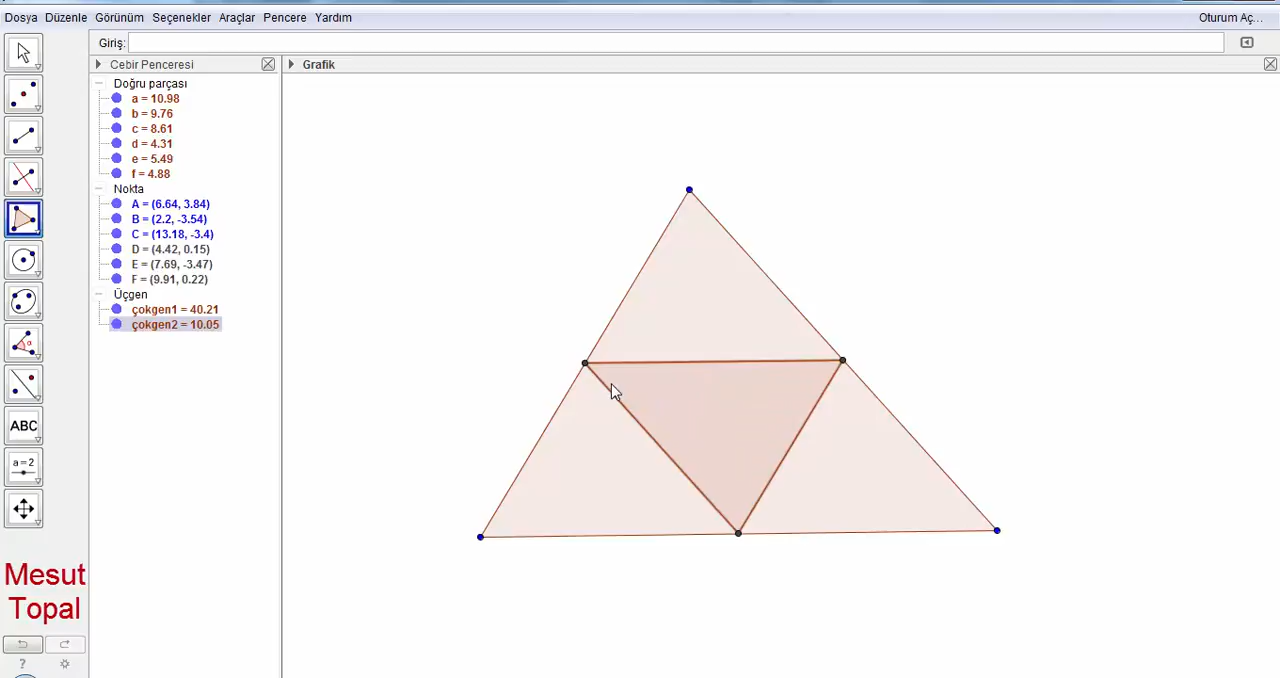 Dosya Düzenle Görünüm Seçenekler Araçlar Pencere Yardım Oturum Aç...
Giriş:
Cebir Penceresi Grafik
Doğru parçası
a = 10.98
b = 9.76
c = 8.61
d = 4.31
e = 5.49
f = 4.88
Nokta
A = (6.64, 3.84)
B = (2.2, -3.54)
C = (13.18, -3.4)
D = (4.42, 0.15)
E = (7.69, -3.47)
F = (9.91, 0.22)
Üçgen
çokgen1 = 40.21
çokgen2 = 10.05
α
ABC
a=2
Mesut
Topal
?